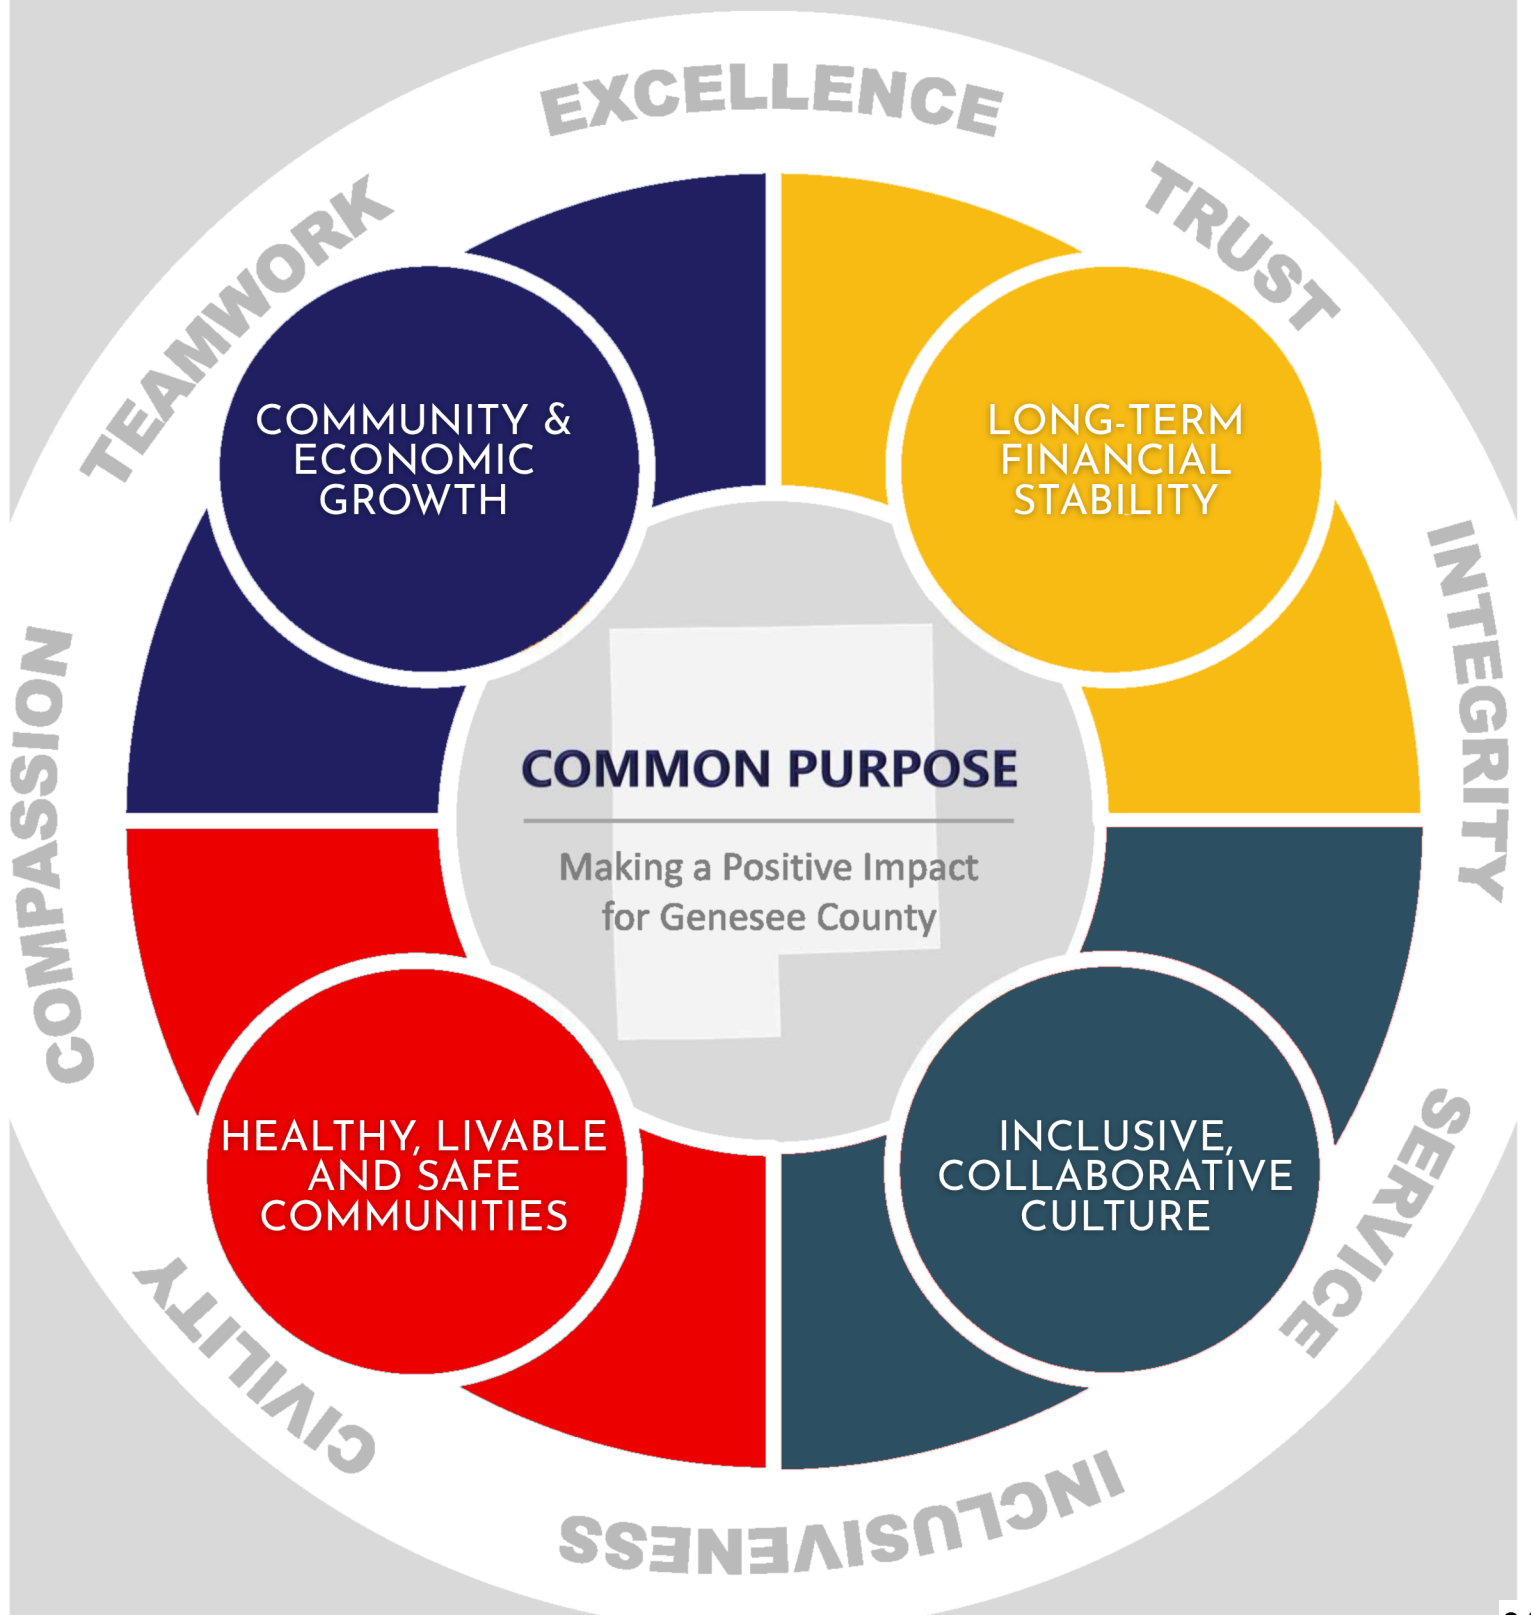 EXCELLENCE
TRUST
INTEGRITY
SERVICE
INCLUSIVENESS
CIVILITY
COMPASSION
TEAMWORK
COMMUNITY &
ECONOMIC
GROWTH
LONG-TERM
FINANCIAL
STABILITY
COMMON PURPOSE
Making a Positive Impact
for Genesee County
HEALTHY, LIVABLE
AND SAFE
COMMUNITIES
INCLUSIVE,
COLLABORATIVE
CULTURE